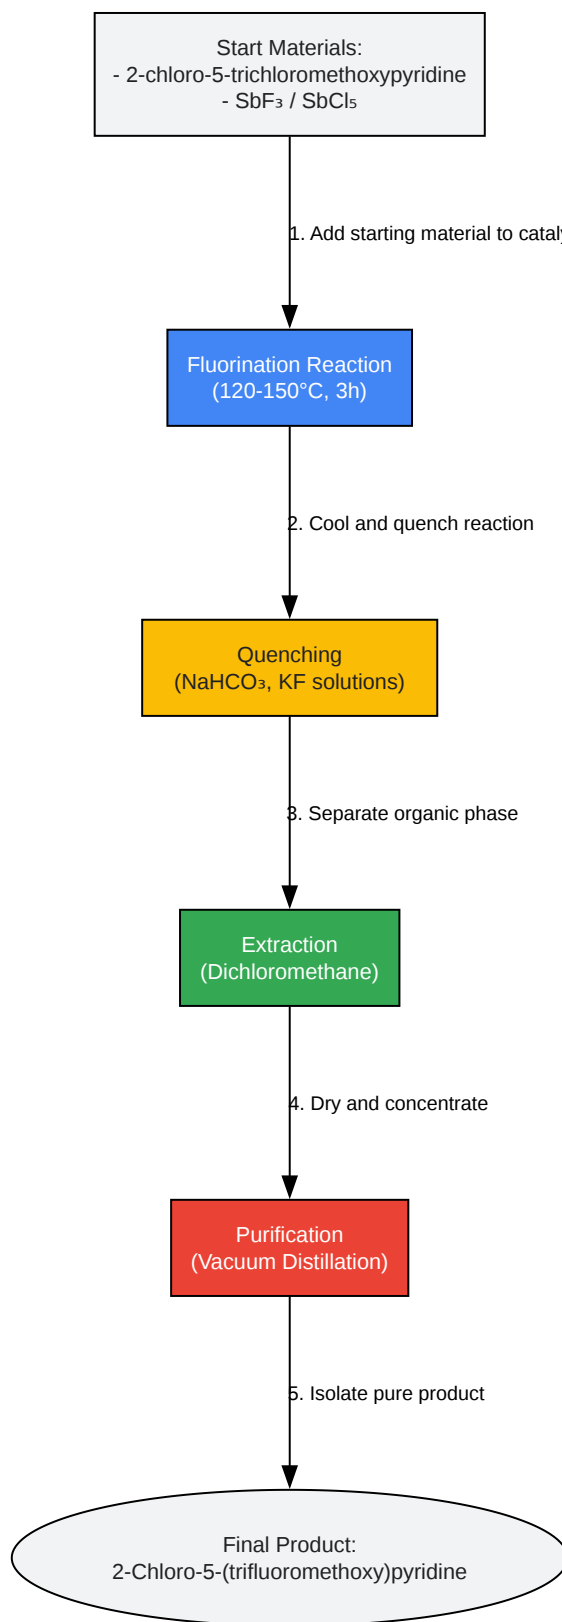 Start Materials:
- 2-chloro-5-trichloromethoxypyridine
- SbF₃ / SbCl₅
1. Add starting material to
Fluorination Reaction
(120-150°C, 3h)
2. Cool and quench reaction
Quenching
(NaHCO₃, KF solutions)
3. Separate organic phase
Extraction
(Dichloromethane)
4. Dry and concentrate
Purification
(Vacuum Distillation)
5. Isolate pure product
Final Product:
2-Chloro-5-(trifluoromethoxy)pyridine